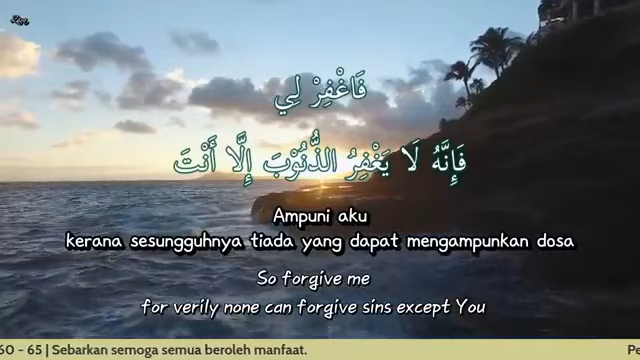 فَاغْفِرْ لِي
فَإِنَّهُ لَا يَغْفِرُ الذُّنُوْبَ إِلَّا أَنْتَ
Ampuni aku
kerana sesungguhnya tiada yang dapat mengampunkan dosa
So forgive me
for verily none can forgive sins except You
60 - 65 | Sebarkan semoga semua beroleh manfaat.
Pe